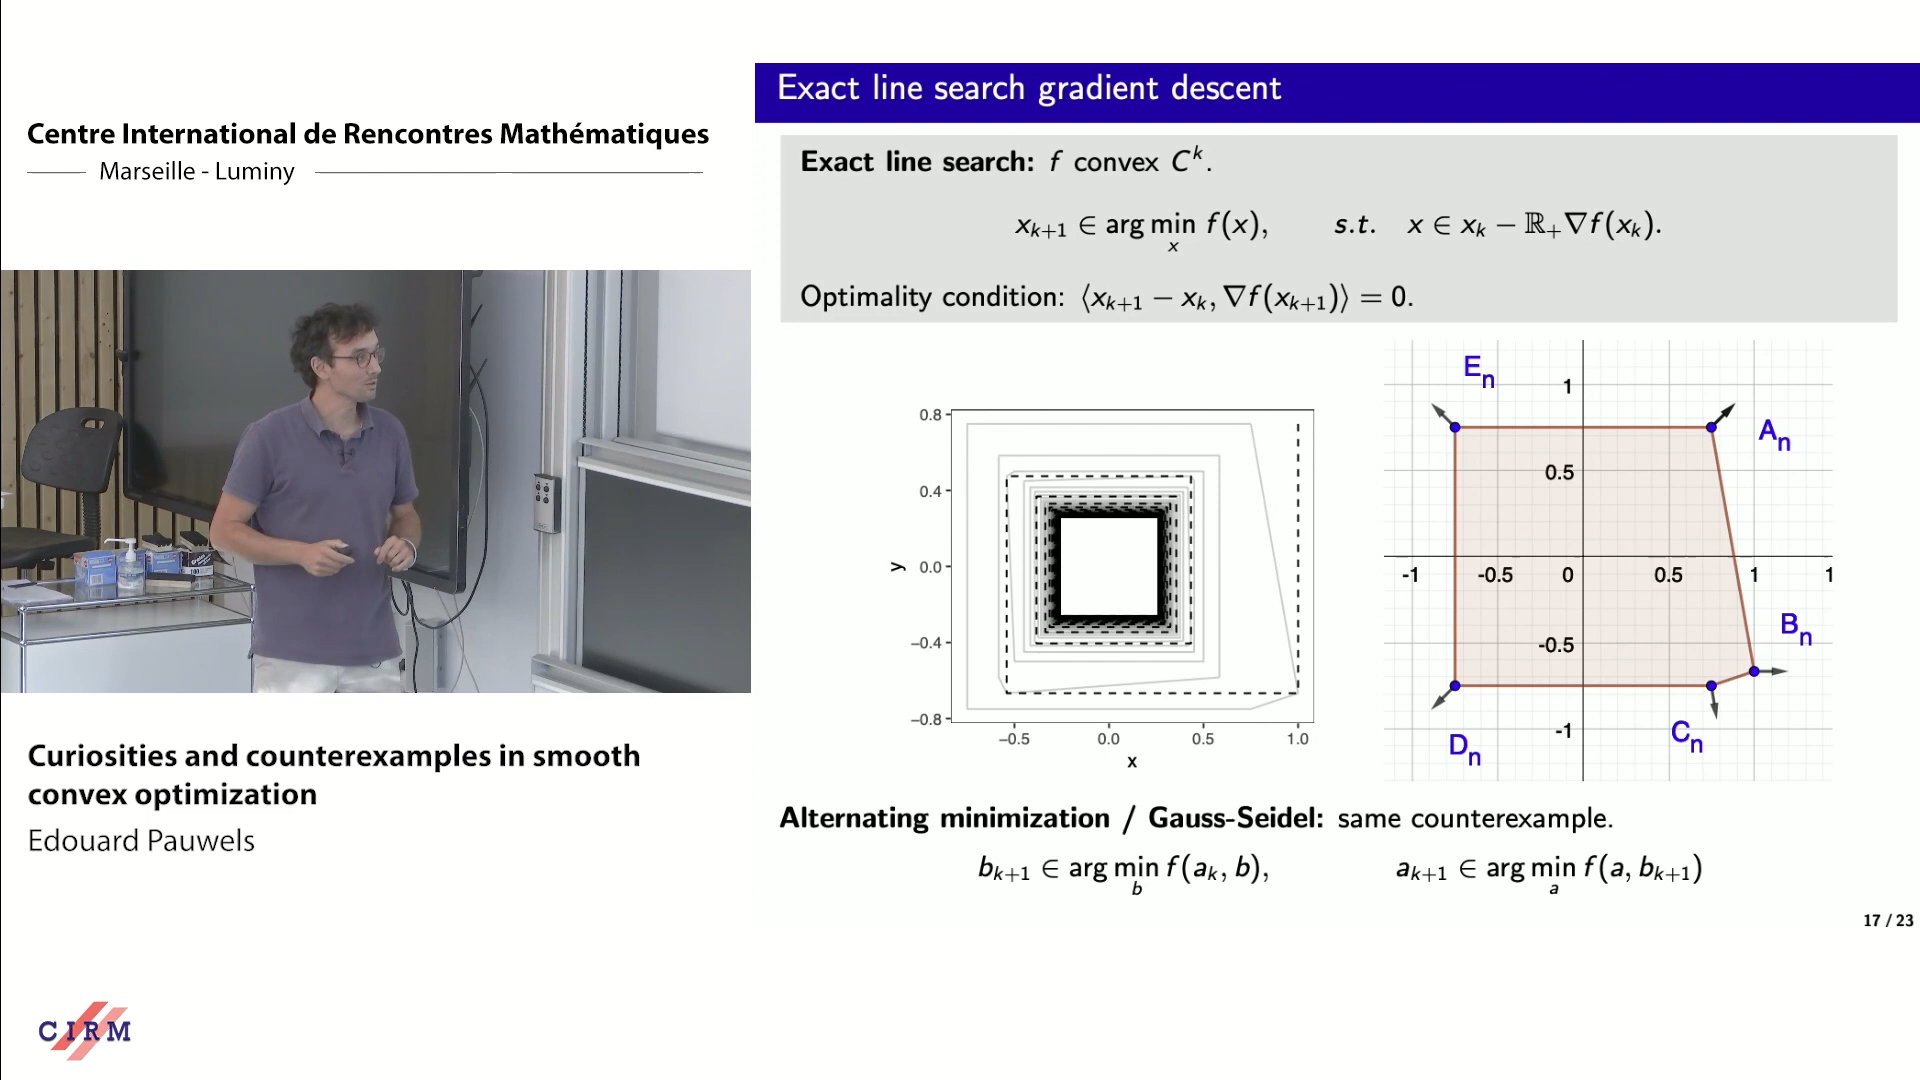 Centre International de Rencontres Mathématiques
Marseille - Luminy
Curiosities and counterexamples in smooth
convex optimization
Edouard Pauwels
CIRM
Exact line search gradient descent
Exact line search: f convex C^k.
x_{k+1} ∈ arg min_x f(x), s.t. x ∈ x_k − ℝ_+∇f(x_k).
Optimality condition: ⟨x_{k+1} − x_k, ∇f(x_{k+1})⟩ = 0.
0.8
0.4
0.0
−0.4
−0.8
y
−0.5 0.0 0.5 1.0
x
E_n
1
A_n
0.5
-1 -0.5 0 0.5 1 1
B_n
-0.5
C_n
-1
D_n
Alternating minimization / Gauss-Seidel: same counterexample.
b_{k+1} ∈ arg min_b f(a_k, b), a_{k+1} ∈ arg min_a f(a, b_{k+1})
17 / 23